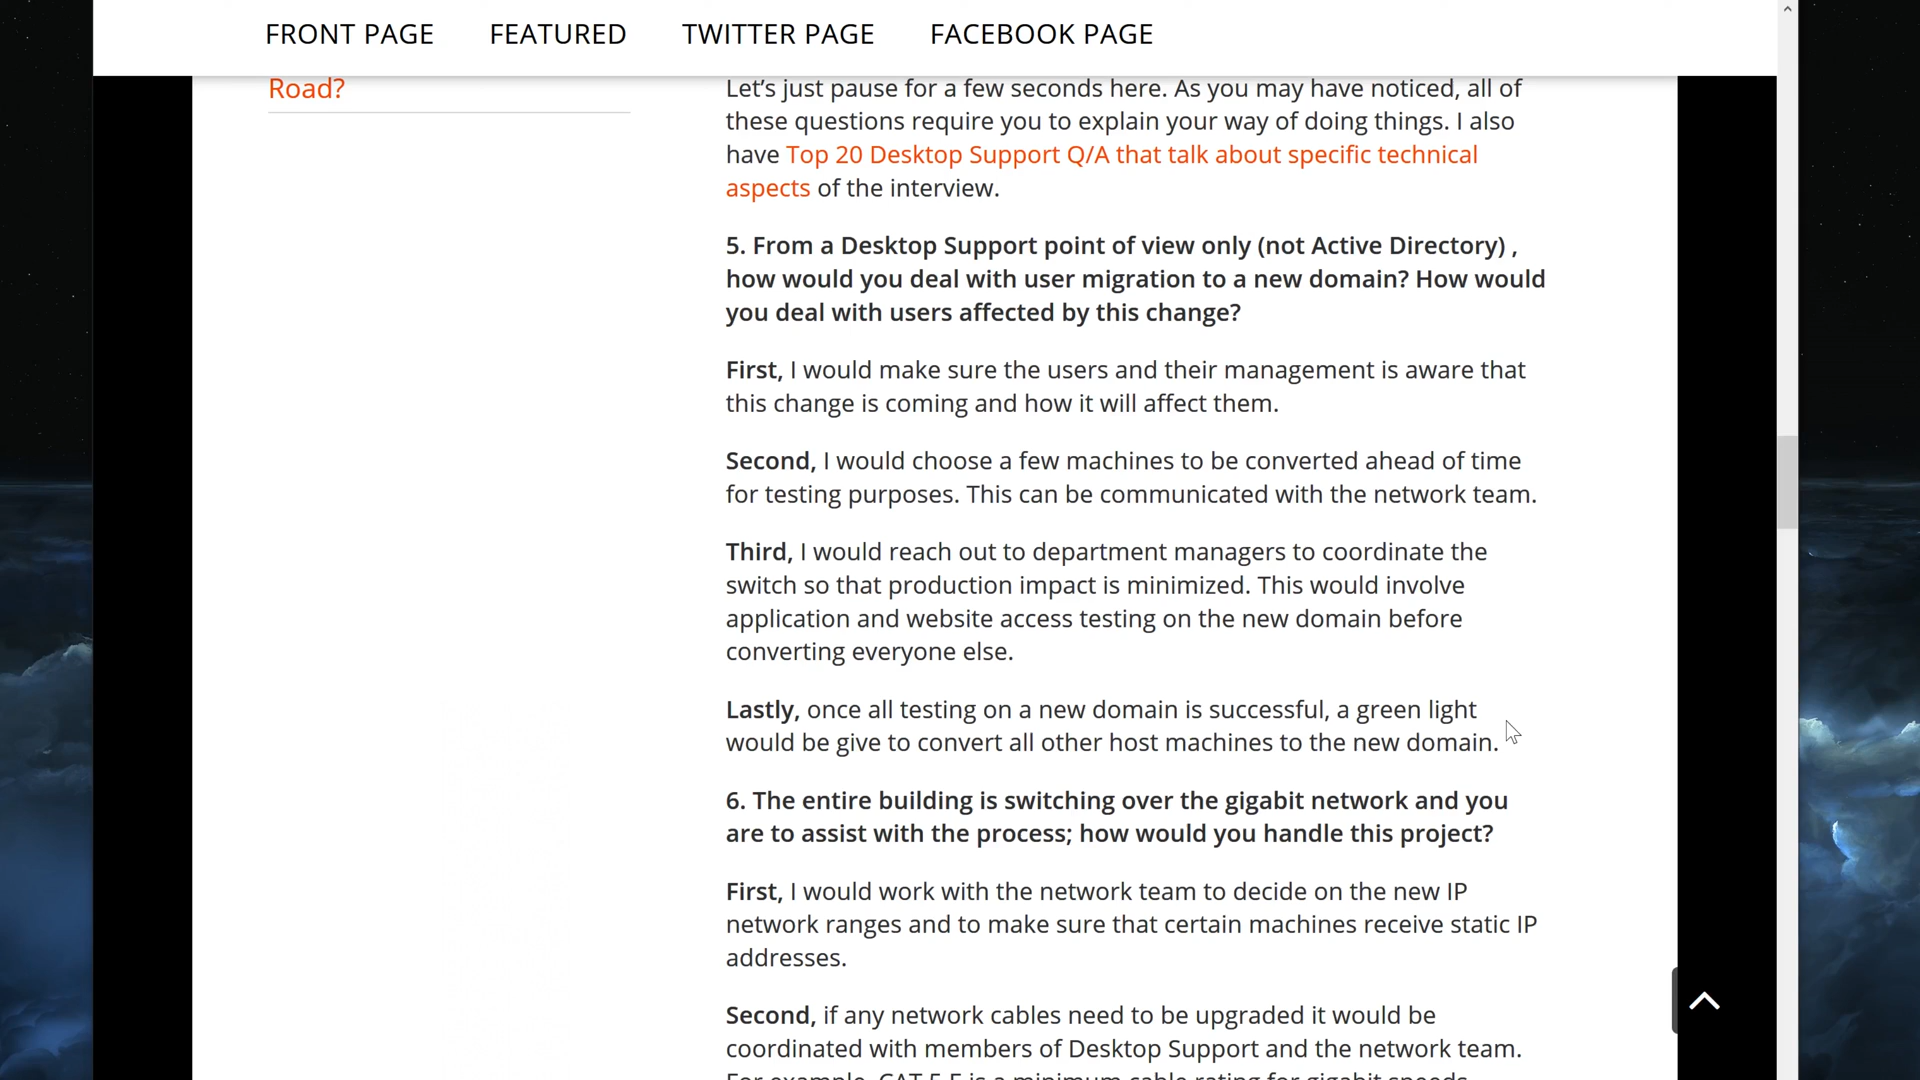 FRONT PAGE FEATURED TWITTER PAGE FACEBOOK PAGE
Road?
Let’s just pause for a few seconds here. As you may have noticed, all of
these questions require you to explain your way of doing things. I also
have Top 20 Desktop Support Q/A that talk about specific technical
aspects of the interview.
5. From a Desktop Support point of view only (not Active Directory) ,
how would you deal with user migration to a new domain? How would
you deal with users affected by this change?
First, I would make sure the users and their management is aware that
this change is coming and how it will affect them.
Second, I would choose a few machines to be converted ahead of time
for testing purposes. This can be communicated with the network team.
Third, I would reach out to department managers to coordinate the
switch so that production impact is minimized. This would involve
application and website access testing on the new domain before
converting everyone else.
Lastly, once all testing on a new domain is successful, a green light
would be give to convert all other host machines to the new domain.
6. The entire building is switching over the gigabit network and you
are to assist with the process; how would you handle this project?
First, I would work with the network team to decide on the new IP
network ranges and to make sure that certain machines receive static IP
addresses.
Second, if any network cables need to be upgraded it would be
coordinated with members of Desktop Support and the network team.
For example, CAT 5 E is a minimum cable rating for gigabit speeds.